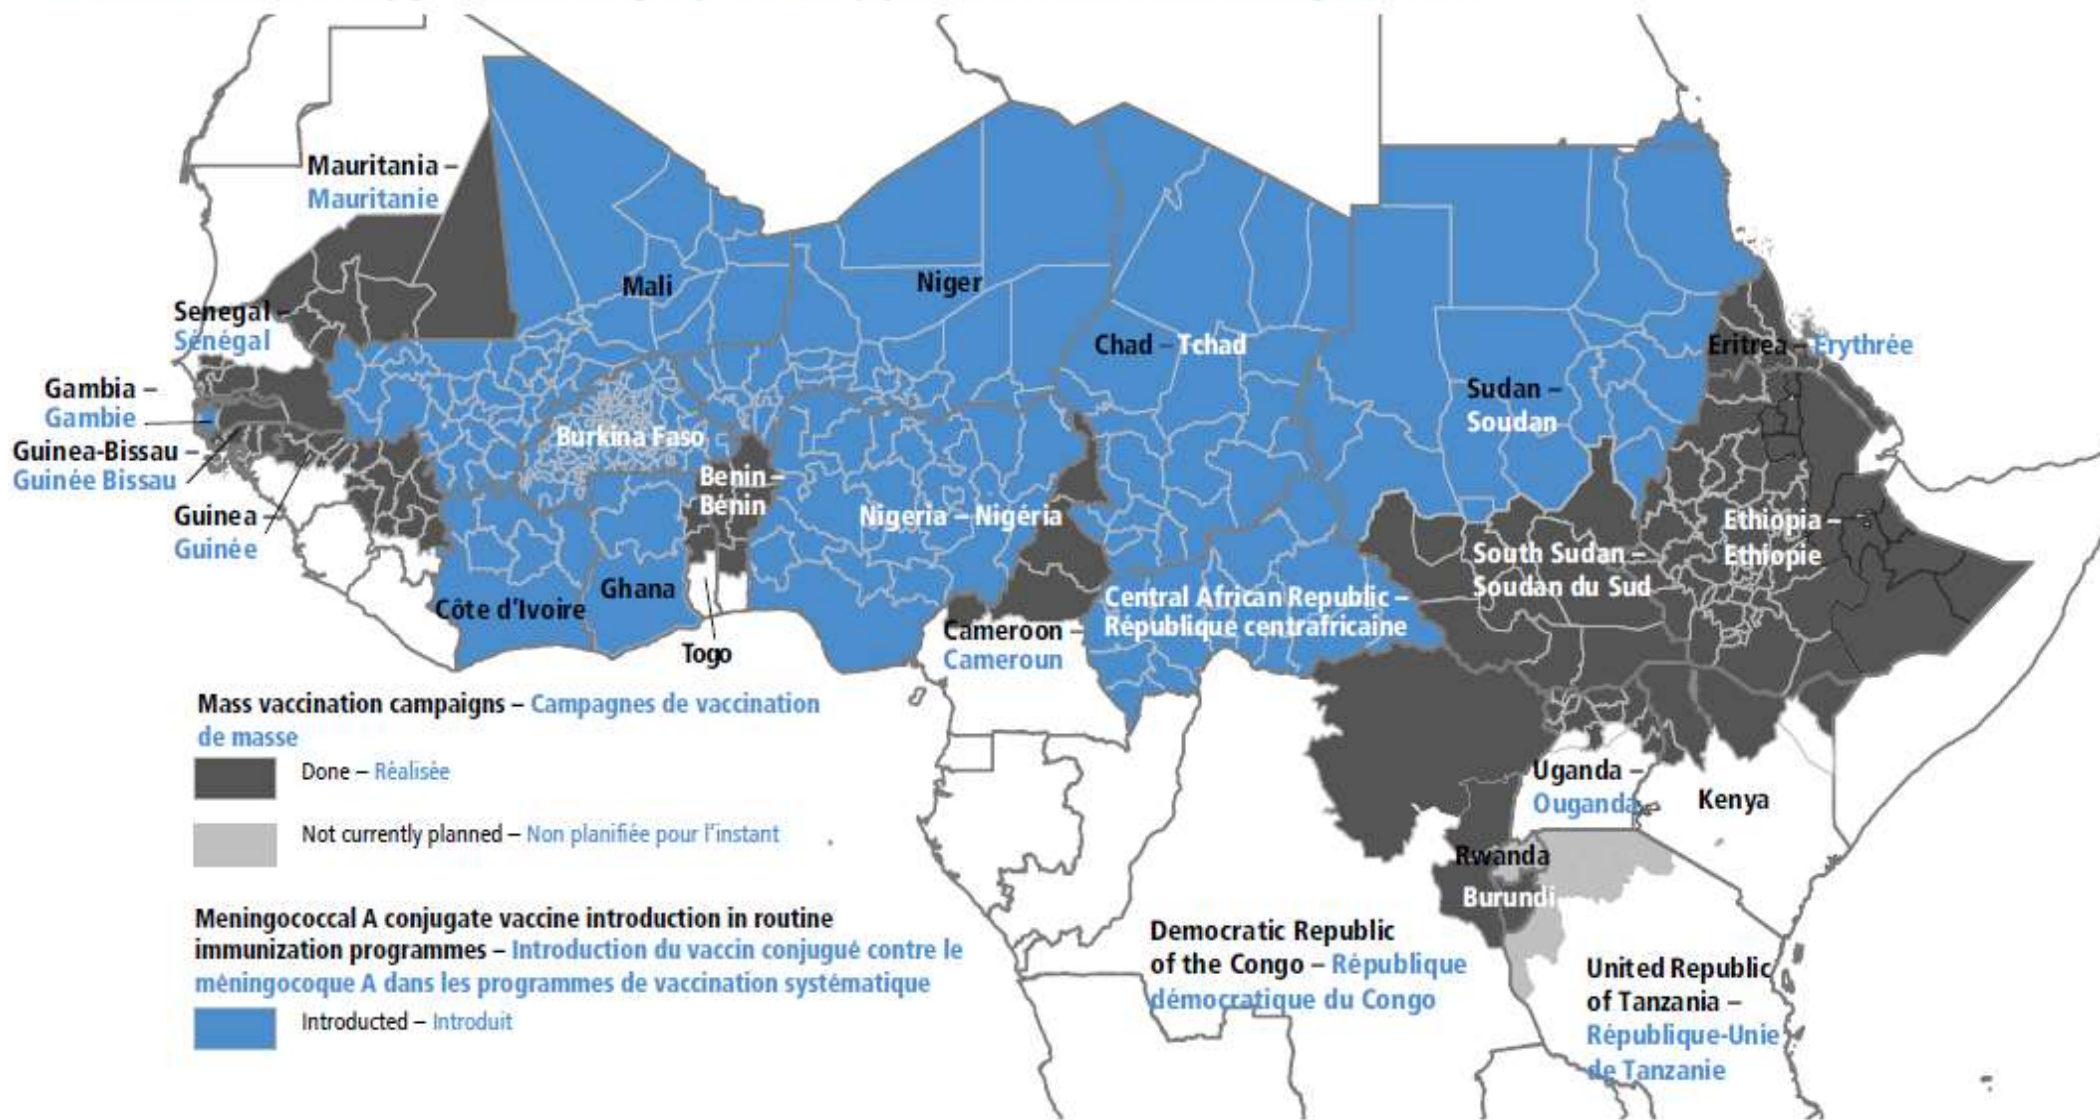 Mauritania –
Mauritanie
Mali
Niger
Senegal –
Sénégal
Chad – Tchad
Eritrea – Erythrée
Gambia –
Gambie
Sudan –
Soudan
Guinea-Bissau –
Guinée Bissau
Burkina Faso
Benin –
Bénin
Guinea –
Guinée
Nigeria – Nigéria
Ethiopia –
Ethiopie
South Sudan –
Soudan du Sud
Côte d'Ivoire
Ghana
Togo
Central African Republic –
République centrafricaine
Cameroon –
Cameroun
Uganda –
Ouganda
Kenya
Rwanda
Burundi
Democratic Republic
of the Congo – République
démocratique du Congo
United Republic
of Tanzania –
République-Unie
de Tanzanie
Mass vaccination campaigns – Campagnes de vaccination
de masse
Done – Réalisée
Not currently planned – Non planifiée pour l'instant
Meningococcal A conjugate vaccine introduction in routine
immunization programmes – Introduction du vaccin conjugué contre le
méningocoque A dans les programmes de vaccination systématique
Introducted – Introduit